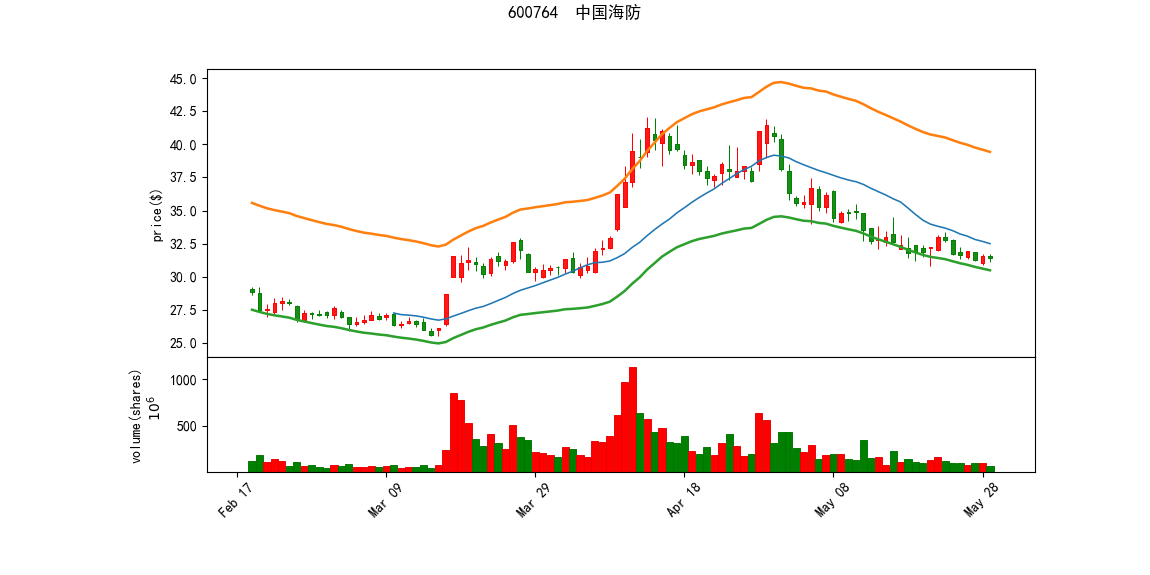 600764 中国海防
45.0
42.5
40.0
37.5
35.0
32.5
30.0
27.5
25.0
price($)
1000
500
volume(shares)
10^6
Feb 17
Mar 09
Mar 29
Apr 18
May 08
May 28